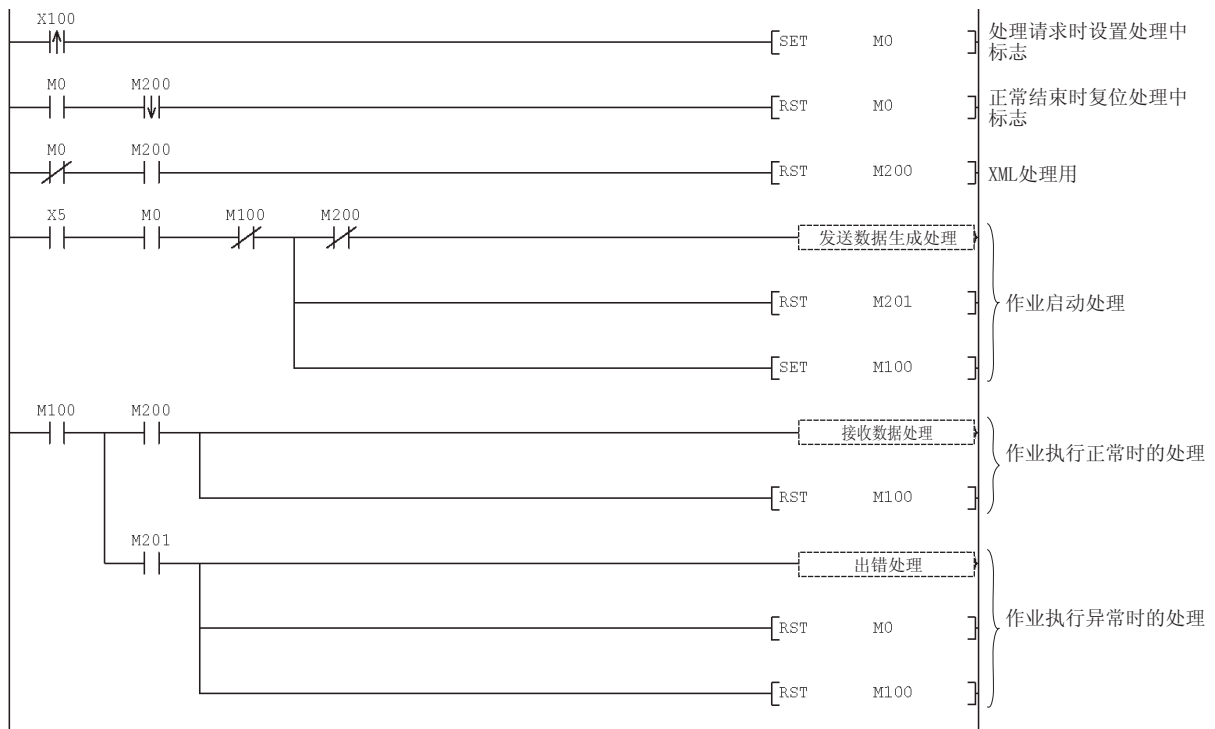 X100
SET M0
处理请求时设置处理中
标志
M0 M200
RST M0
正常结束时复位处理中
标志
M0 M200
RST M200
XML处理用
X5 M0 M100 M200
发送数据生成处理
RST M201
作业启动处理
SET M100
M100 M200
接收数据处理
作业执行正常时的处理
RST M100
M201
出错处理
RST M0
作业执行异常时的处理
RST M100